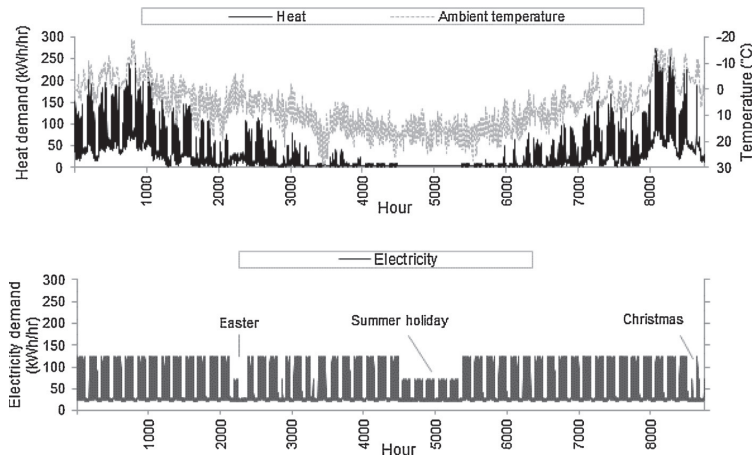 Heat Ambient temperature
Heat demand (kWh/hr)
300
250
200
150
100
50
0
–20
–10
0
10
20
30
Temperature (°C)
1000 2000 3000 4000 5000 6000 7000 8000
Hour
Electricity
Electricity demand
(kWh/hr)
300
250
200
150
100
50
0
Easter Summer holiday Christmas
1000 2000 3000 4000 5000 6000 7000 8000
Hour